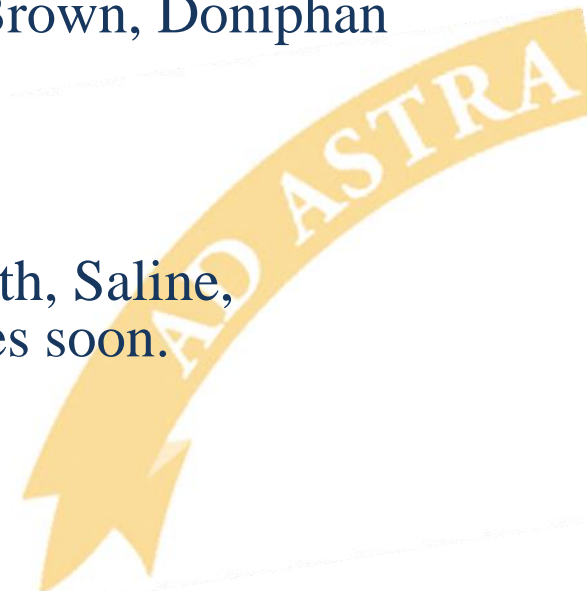 Brown, Doniphan
AD ASTRA
th, Saline,
es soon.